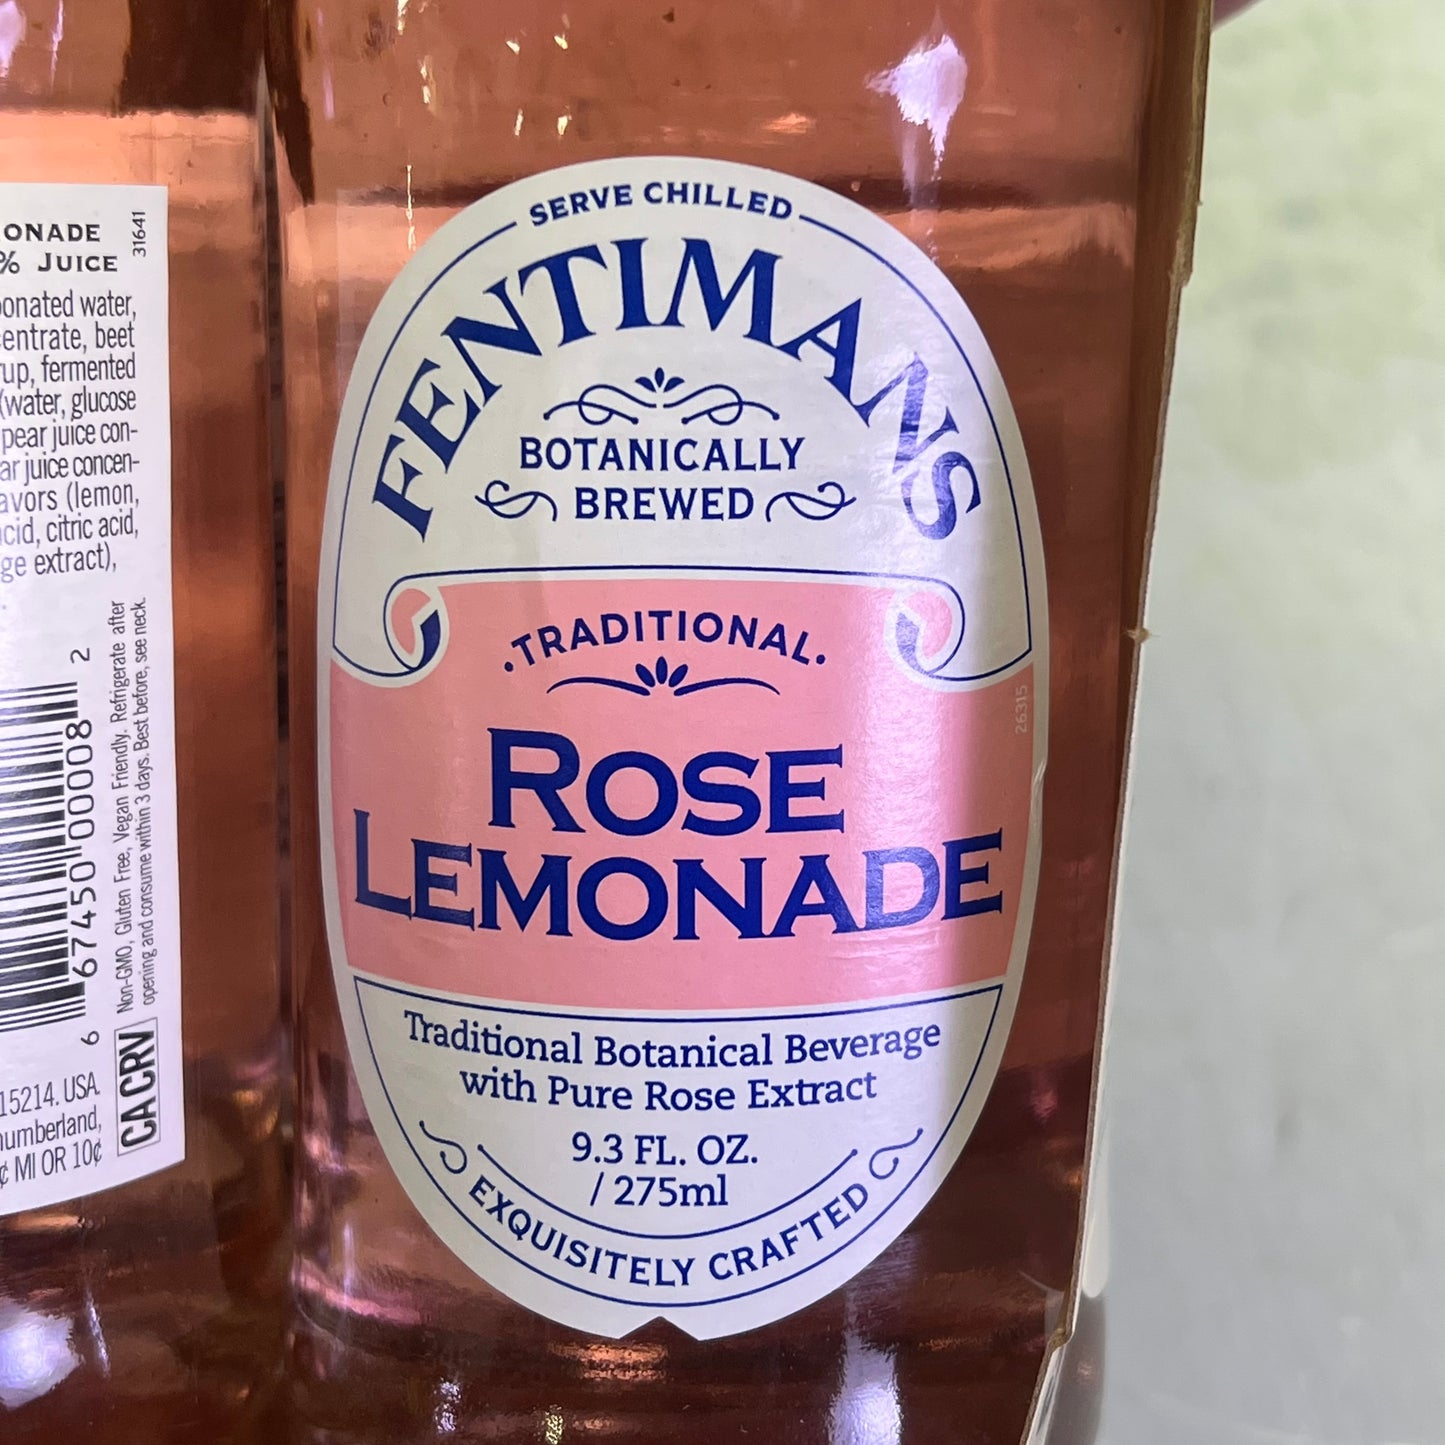 ONADE
% JUICE
31641
onated water,
entrate, beet
rup, fermented
(water, glucose
pear juice con-
ar juice concen-
avors (lemon,
acid, citric acid,
ge extract),
6 67450 00008 2
Non-GMO, Gluten Free, Vegan Friendly. Refrigerate after
opening and consume within 3 days. Best before, see neck.
CA CRV
15214. USA.
humberland,
¢ MI OR 10¢
SERVE CHILLED
FENTIMANS
BOTANICALLY
BREWED
·TRADITIONAL·
ROSE
LEMONADE
26315
Traditional Botanical Beverage
with Pure Rose Extract
9.3 FL. OZ.
/ 275ml
EXQUISITELY CRAFTED